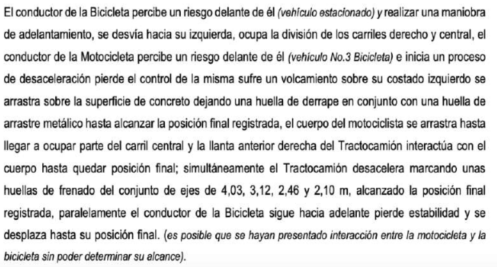 El conductor de la Bicicleta percibe un riesgo delante de él (vehículo estacionado) y realizar una maniobra
de adelantamiento, se desvía hacia su izquierda, ocupa la división de los carriles derecho y central, el
conductor de la Motocicleta percibe un riesgo delante de él (vehículo No.3 Bicicleta) e inicia un proceso
de desaceleración pierde el control de la misma sufre un volcamiento sobre su costado izquierdo se
arrastra sobre la superficie de concreto dejando una huella de derrape en conjunto con una huella de
arrastre metálico hasta alcanzar la posición final registrada, el cuerpo del motociclista se arrastra hasta
llegar a ocupar parte del carril central y la llanta anterior derecha del Tractocamión interactúa con el
cuerpo hasta quedar posición final; simultáneamente el Tractocamión desacelera marcando unas
huellas de frenado del conjunto de ejes de 4,03, 3,12, 2,46 y 2,10 m, alcanzado la posición final
registrada, paralelamente el conductor de la Bicicleta sigue hacia adelante pierde estabilidad y se
desplaza hasta su posición final. (es posible que se hayan presentado interacción entre la motocicleta y la
bicicleta sin poder determinar su alcance).